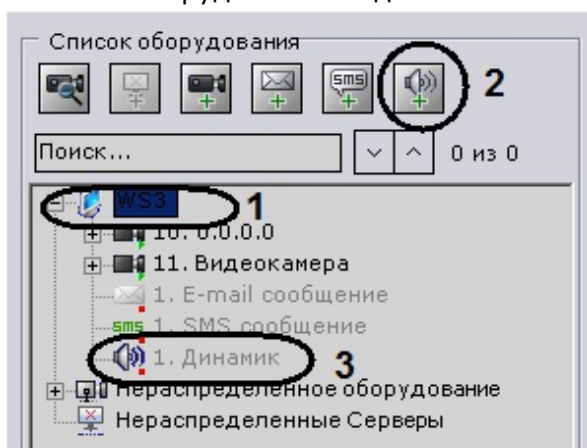 Список оборудования
sms
2
Поиск...
0 из 0
WS3
1
10. 0.0.0.0
11. Видеокамера
1. E-mail сообщение
sms 1. SMS сообщение
1. Динамик
3
Нераспределенное оборудование
Нераспределенные Серверы